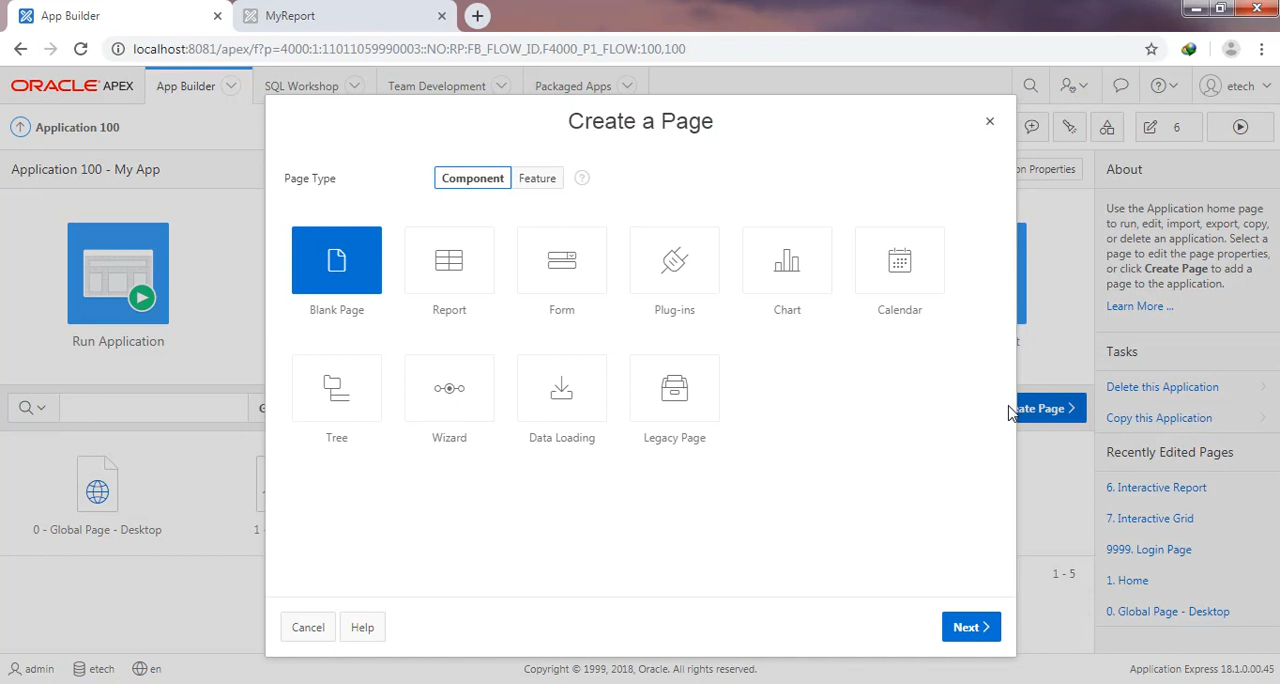 App Builder
MyReport
localhost:8081/apex/f?p=4000:1:11011059990003::NO:RP:FB_FLOW_ID,F4000_P1_FLOW:100,100
ORACLE APEX
App Builder
SQL Workshop
Team Development
Packaged Apps
etech
Application 100
6
Application 100 - My App
on Properties
Run Application
t
ate Page
0 - Global Page - Desktop
1 -
1 - 5
Create a Page
Page Type
Component
Feature
?
Blank Page
Report
Form
Plug-ins
Chart
Calendar
Tree
Wizard
Data Loading
Legacy Page
Cancel
Help
Next
About
Use the Application home page
to run, edit, import, export, copy,
or delete an application. Select a
page to edit the page properties,
or click Create Page to add a
page to the application.
Learn More ...
Tasks
Delete this Application
Copy this Application
Recently Edited Pages
6. Interactive Report
7. Interactive Grid
9999. Login Page
1. Home
0. Global Page - Desktop
admin
etech
en
Copyright © 1999, 2018, Oracle. All rights reserved.
Application Express 18.1.0.00.45